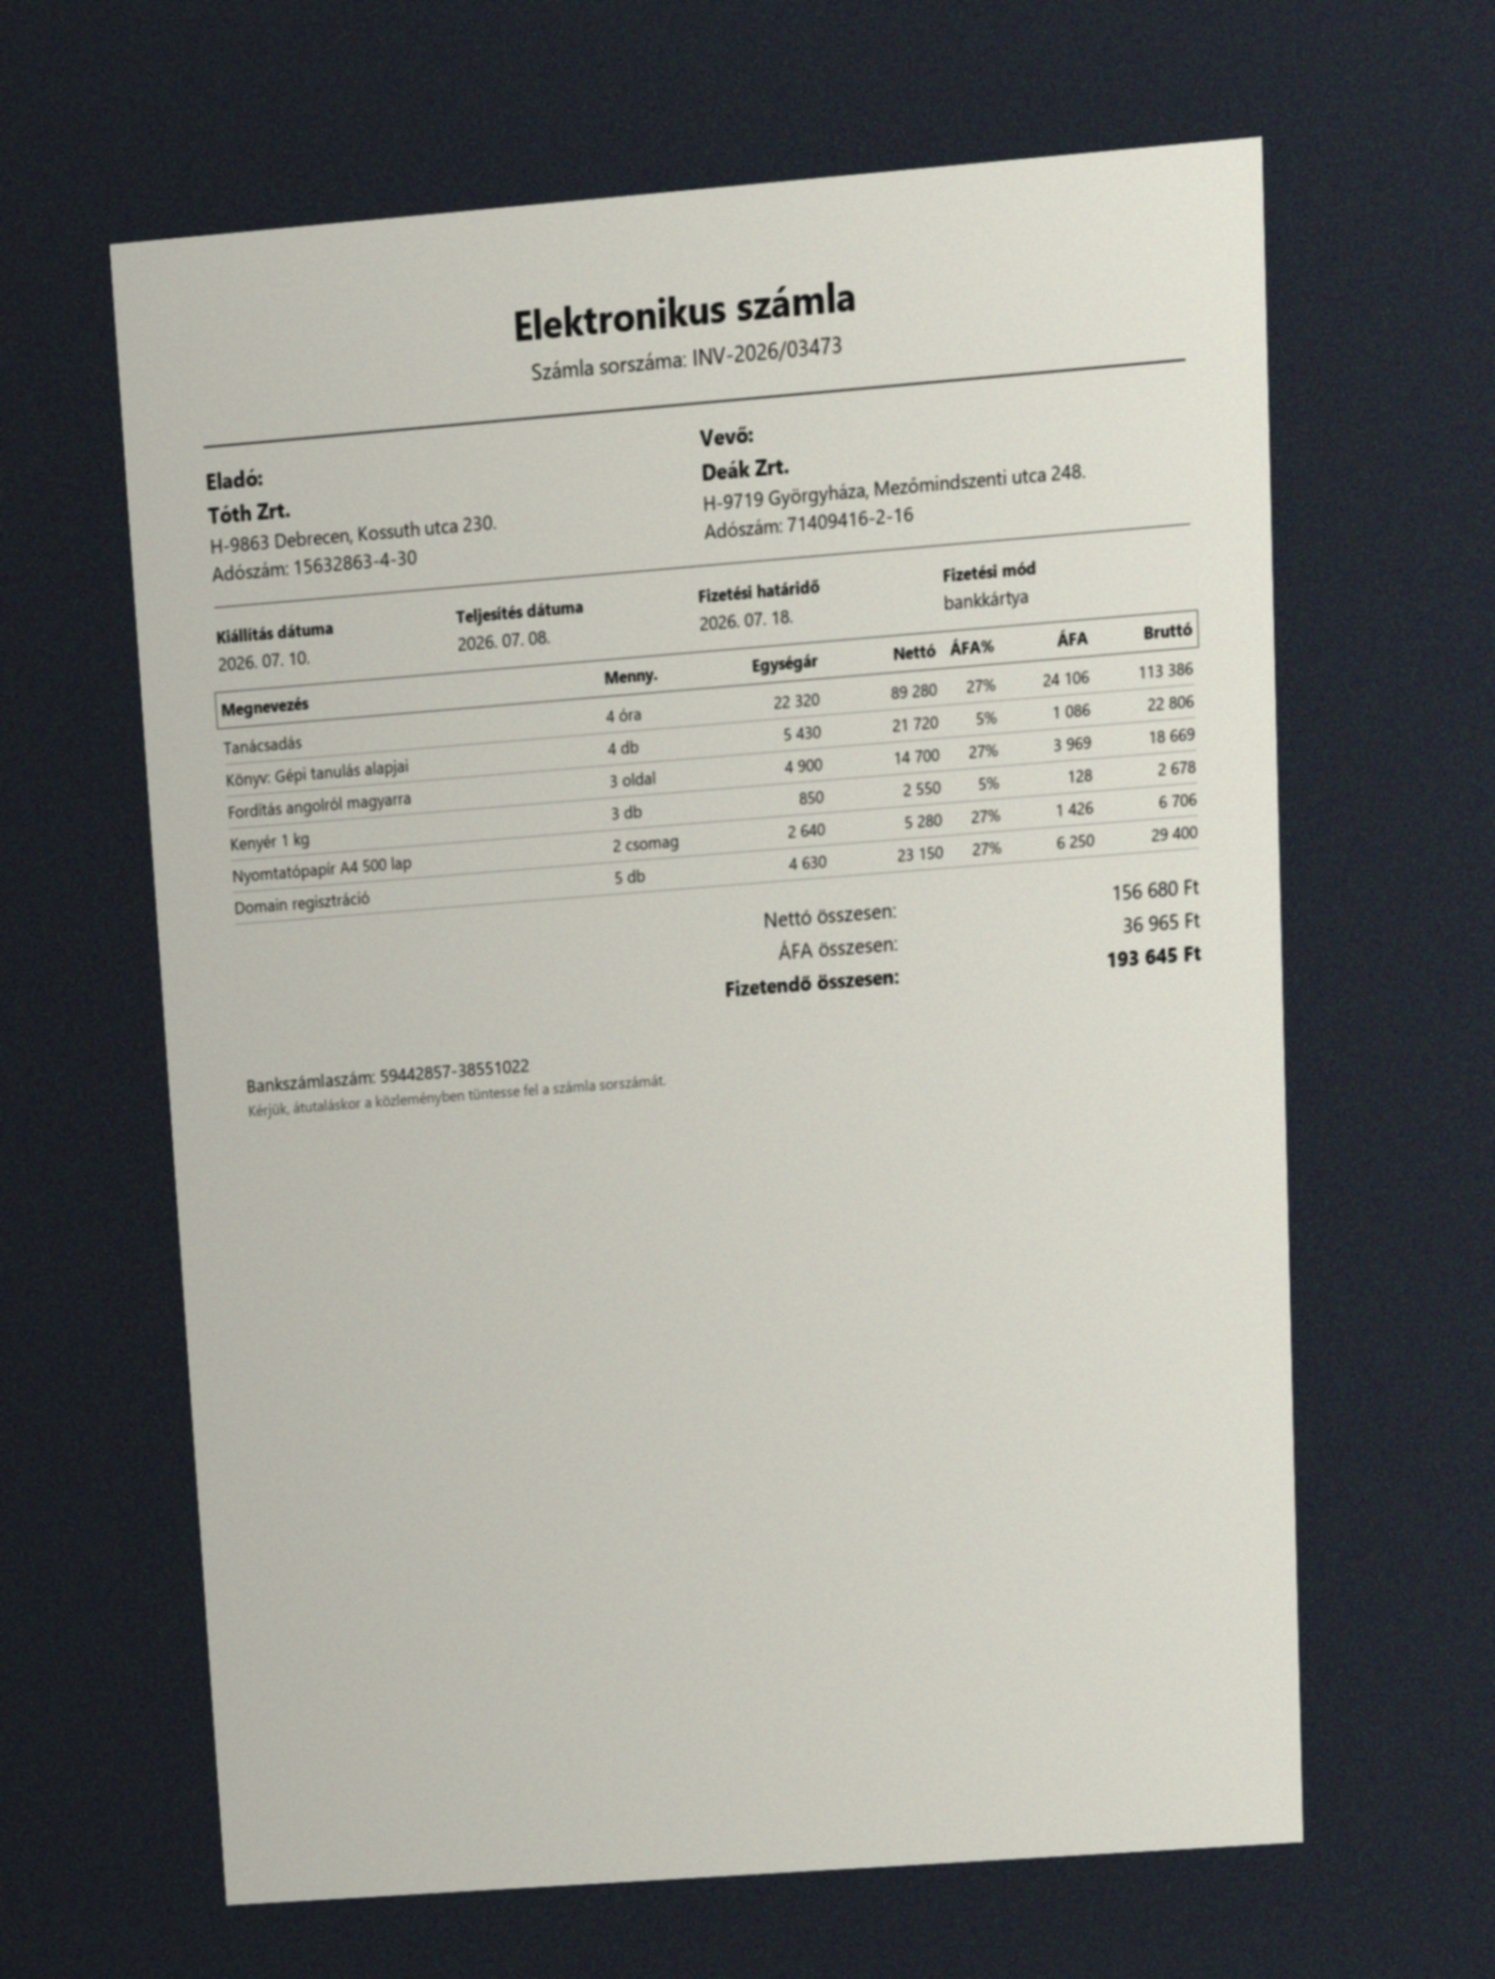 Elektronikus számla
Számla sorszáma: INV-2026/03473
Eladó:
Tóth Zrt.
H-9863 Debrecen, Kossuth utca 230.
Adószám: 15632863-4-30
Vevő:
Deák Zrt.
H-9719 Györgyháza, Mezőmindszenti utca 248.
Adószám: 71409416-2-16
Kiállítás dátuma
2026. 07. 10.
Teljesítés dátuma
2026. 07. 08.
Fizetési határidő
2026. 07. 18.
Fizetési mód
bankkártya
Megnevezés Menny. Egységár Nettó ÁFA% ÁFA Bruttó
Tanácsadás 4 óra 22 320 89 280 27% 24 106 113 386
Könyv: Gépi tanulás alapjai 4 db 5 430 21 720 5% 1 086 22 806
Fordítás angolról magyarra 3 oldal 4 900 14 700 27% 3 969 18 669
Kenyér 1 kg 3 db 850 2 550 5% 128 2 678
Nyomtatópapír A4 500 lap 2 csomag 2 640 5 280 27% 1 426 6 706
Domain regisztráció 5 db 4 630 23 150 27% 6 250 29 400
Nettó összesen: 156 680 Ft
ÁFA összesen: 36 965 Ft
Fizetendő összesen: 193 645 Ft
Bankszámlaszám: 59442857-38551022
Kérjük, átutaláskor a közleményben tüntesse fel a számla sorszámát.